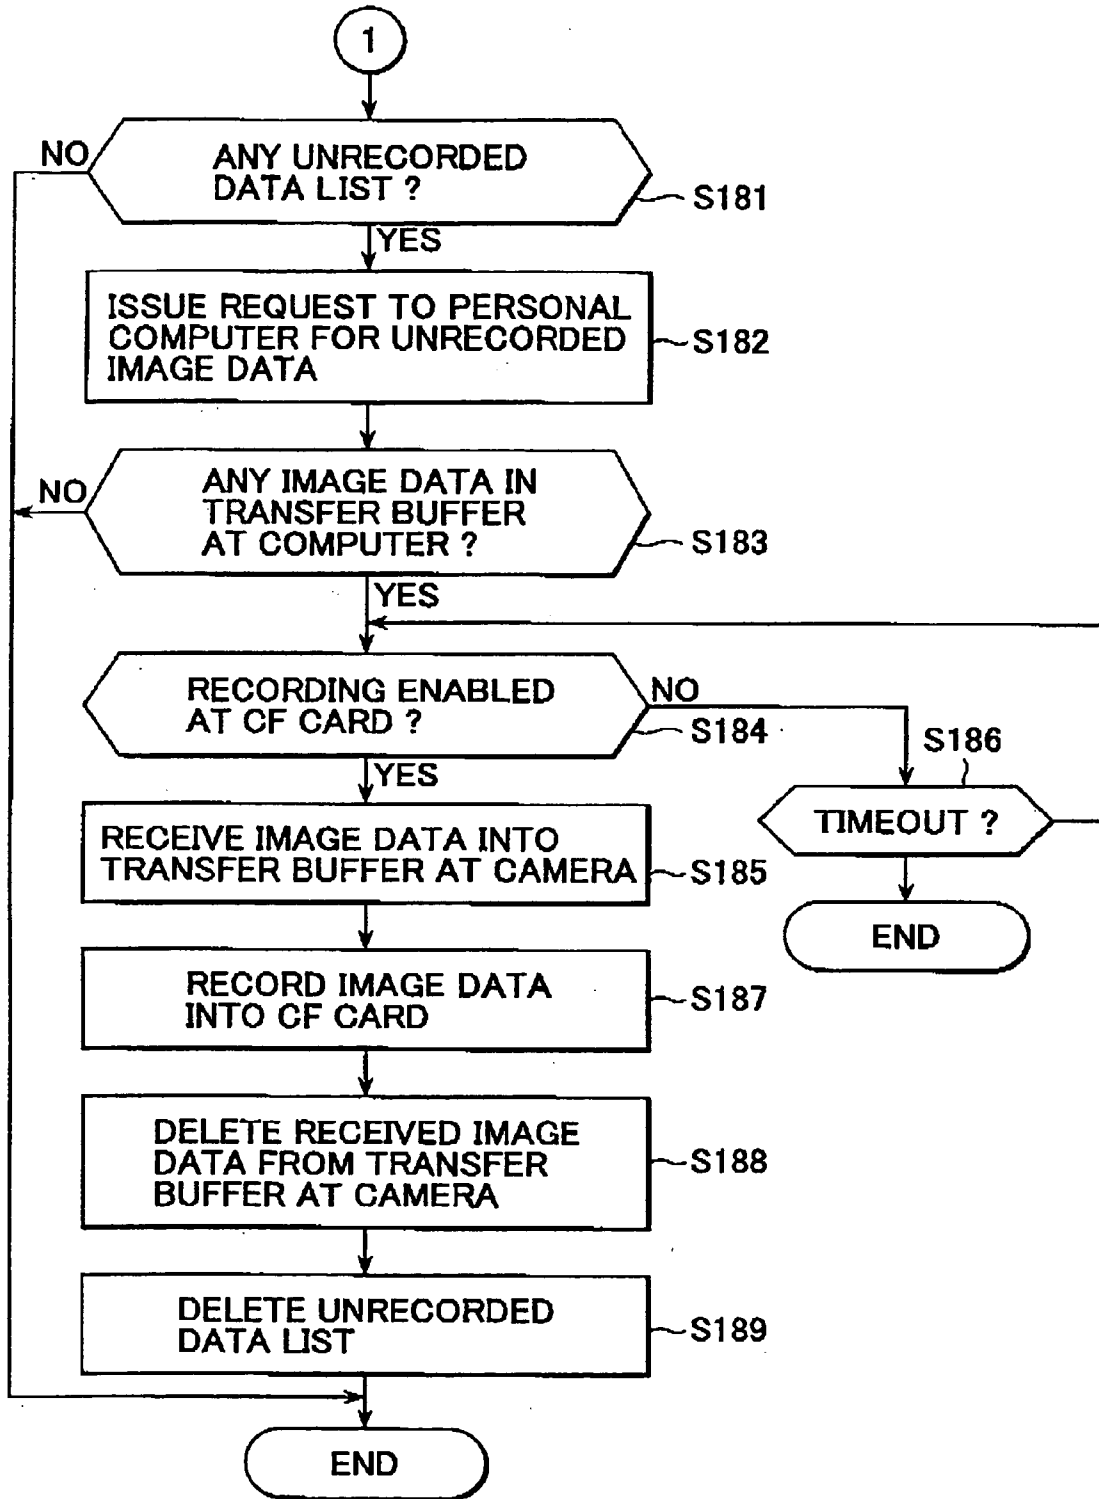 1
NO
ANY UNRECORDED
DATA LIST ?
S181
YES
ISSUE REQUEST TO PERSONAL
COMPUTER FOR UNRECORDED
IMAGE DATA
S182
NO
ANY IMAGE DATA IN
TRANSFER BUFFER
AT COMPUTER ?
S183
YES
RECORDING ENABLED
AT CF CARD ?
NO
S184
S186
YES
TIMEOUT ?
RECEIVE IMAGE DATA INTO
TRANSFER BUFFER AT CAMERA
S185
END
RECORD IMAGE DATA
INTO CF CARD
S187
DELETE RECEIVED IMAGE
DATA FROM TRANSFER
BUFFER AT CAMERA
S188
DELETE UNRECORDED
DATA LIST
S189
END